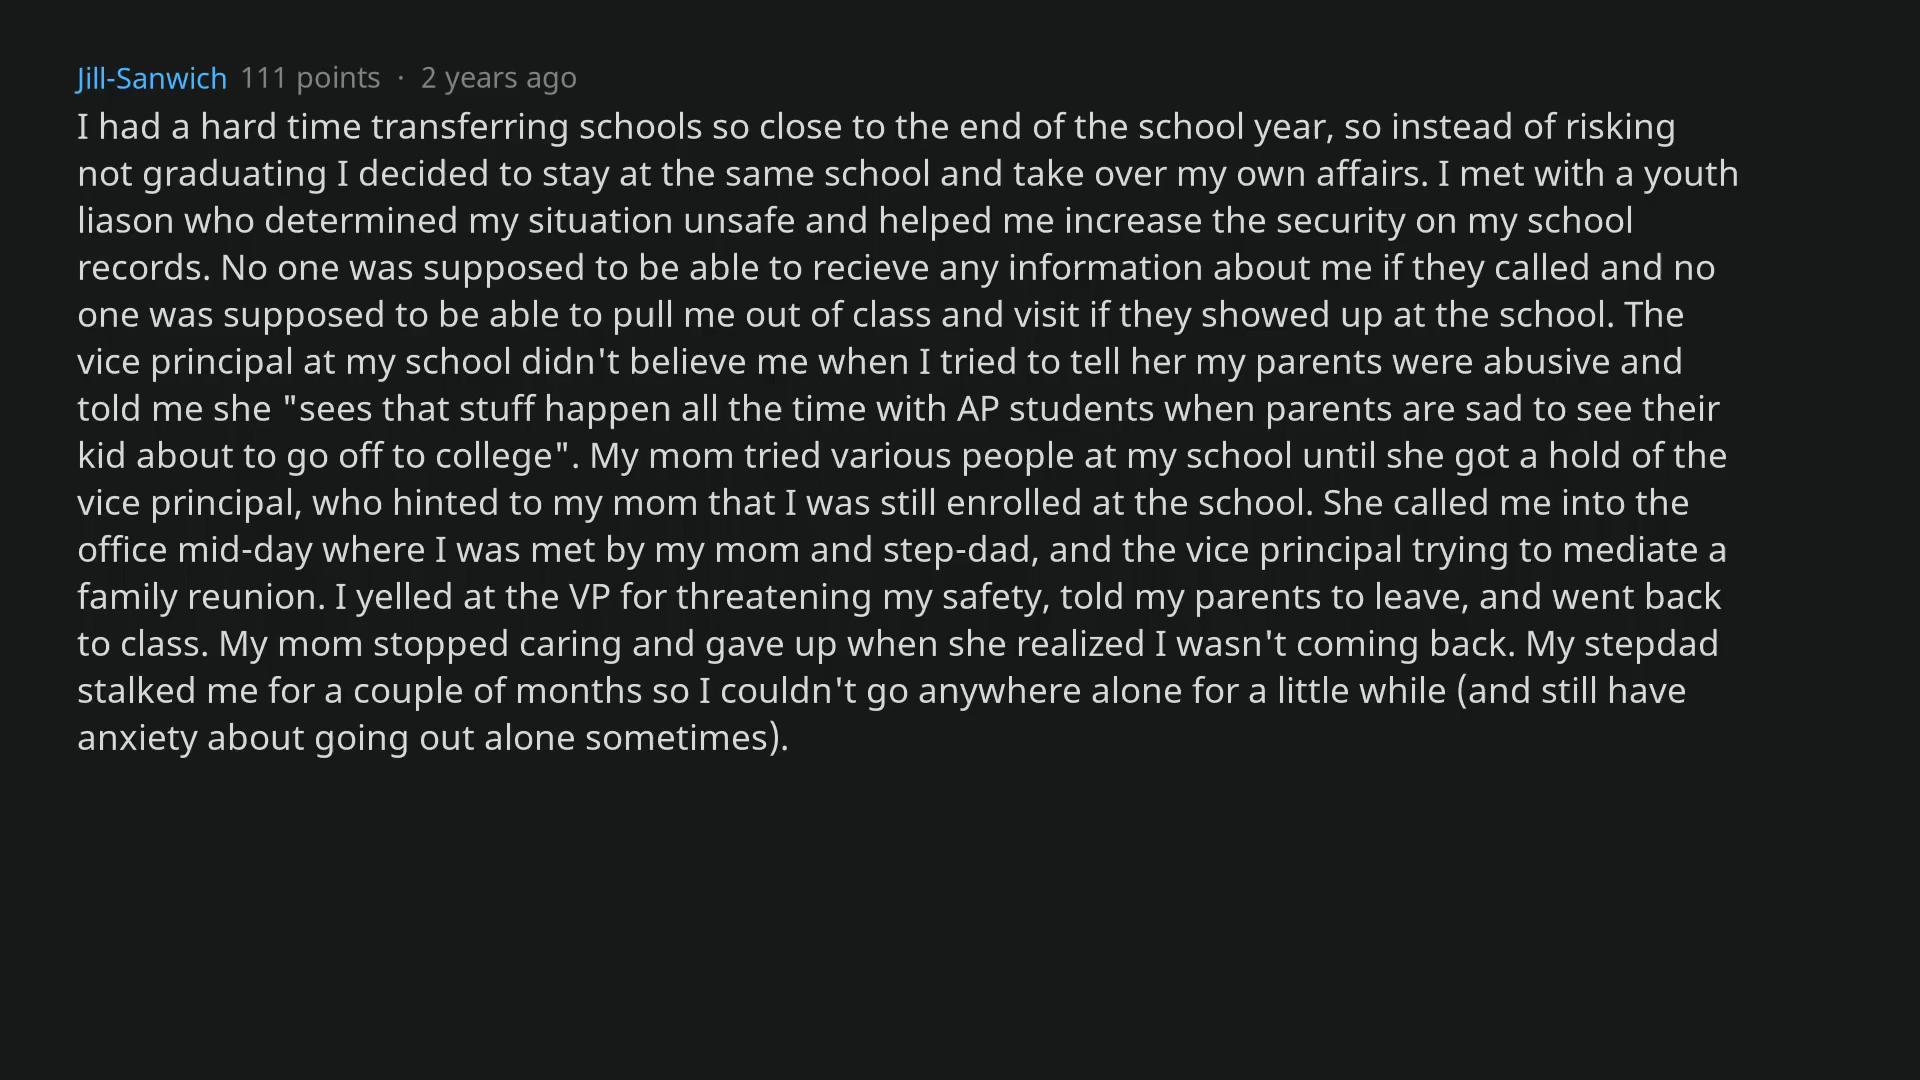 Jill-Sanwich 111 points · 2 years ago
I had a hard time transferring schools so close to the end of the school year, so instead of risking
not graduating I decided to stay at the same school and take over my own affairs. I met with a youth
liason who determined my situation unsafe and helped me increase the security on my school
records. No one was supposed to be able to recieve any information about me if they called and no
one was supposed to be able to pull me out of class and visit if they showed up at the school. The
vice principal at my school didn't believe me when I tried to tell her my parents were abusive and
told me she "sees that stuff happen all the time with AP students when parents are sad to see their
kid about to go off to college". My mom tried various people at my school until she got a hold of the
vice principal, who hinted to my mom that I was still enrolled at the school. She called me into the
office mid-day where I was met by my mom and step-dad, and the vice principal trying to mediate a
family reunion. I yelled at the VP for threatening my safety, told my parents to leave, and went back
to class. My mom stopped caring and gave up when she realized I wasn't coming back. My stepdad
stalked me for a couple of months so I couldn't go anywhere alone for a little while (and still have
anxiety about going out alone sometimes).